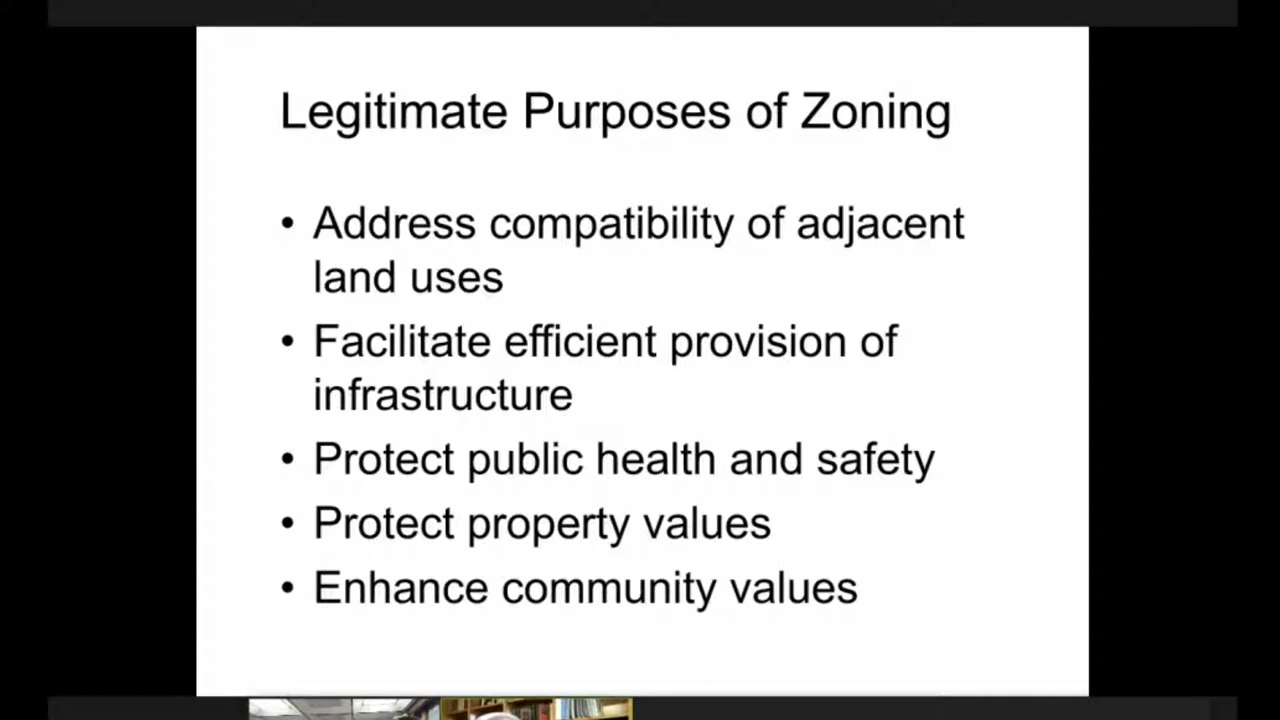 Legitimate Purposes of Zoning
• Address compatibility of adjacent
land uses
• Facilitate efficient provision of
infrastructure
• Protect public health and safety
• Protect property values
• Enhance community values